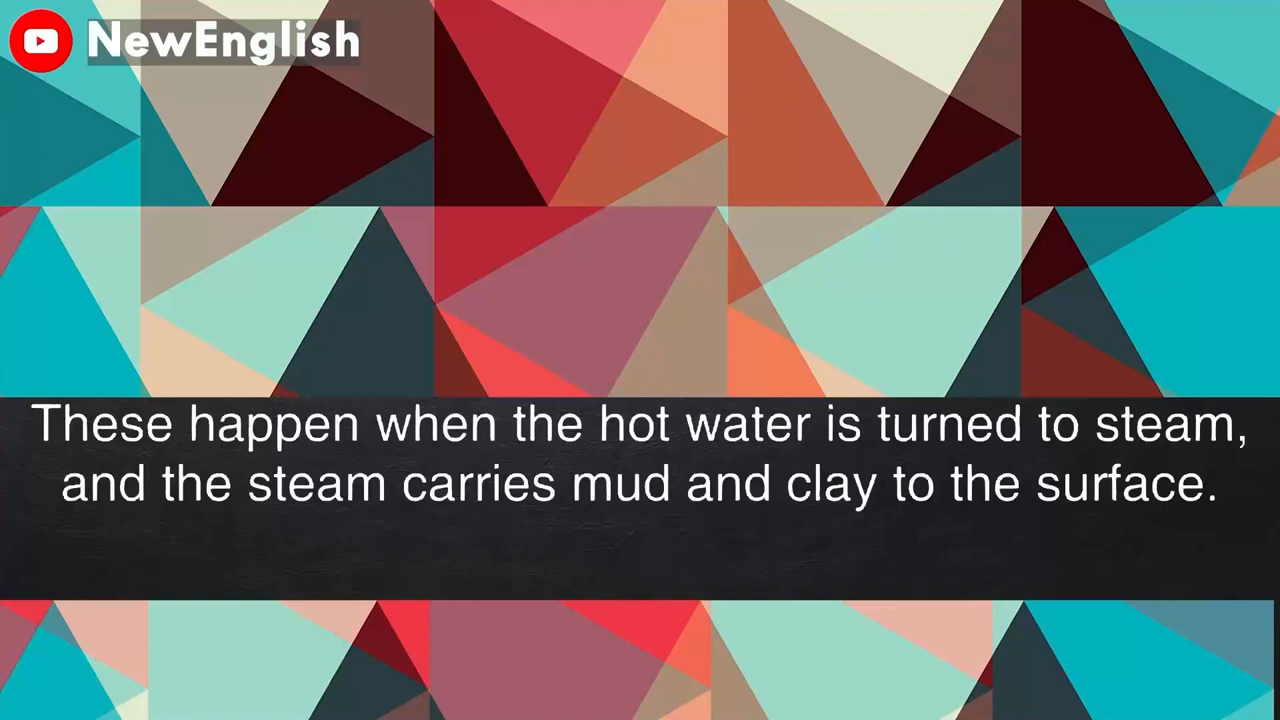 NewEnglish
These happen when the hot water is turned to steam,
and the steam carries mud and clay to the surface.